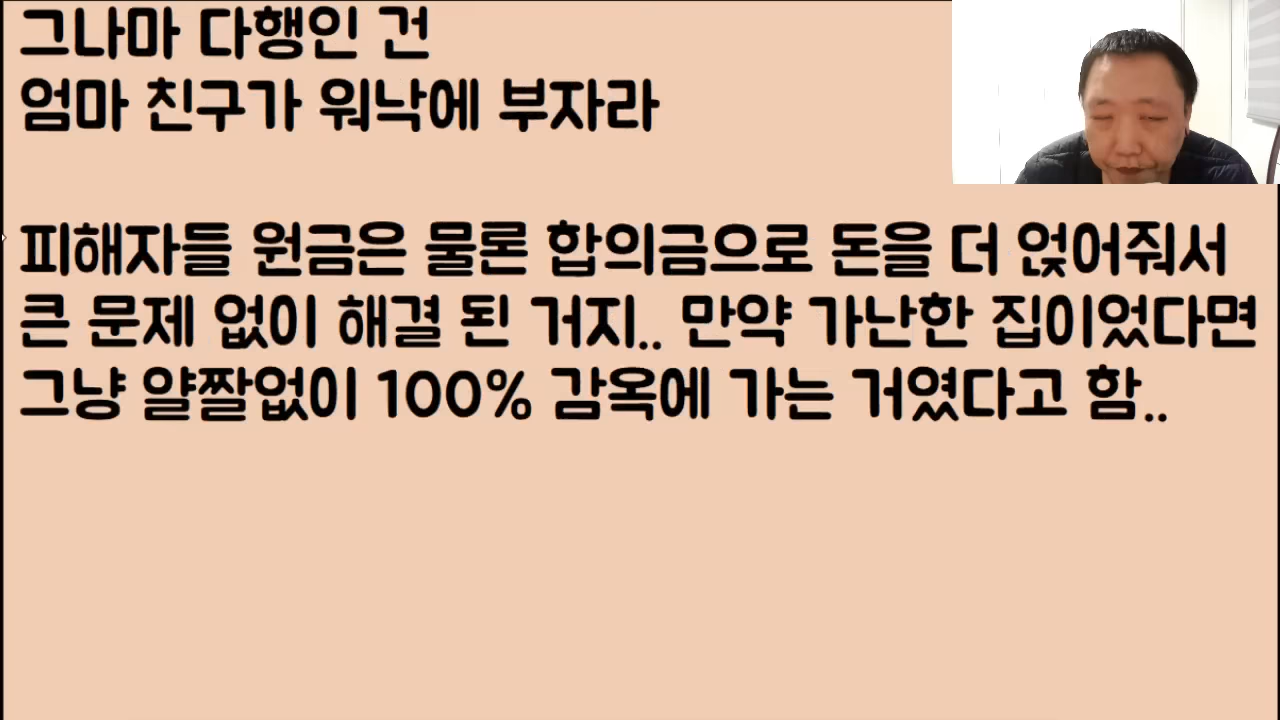 그나마 다행인 건
엄마 친구가 워낙에 부자라
피해자들 원금은 물론 합의금으로 돈을 더 얹어줘서
큰 문제 없이 해결 된 거지.. 만약 가난한 집이었다면
그냥 얄짤없이 100% 감옥에 가는 거였다고 함..